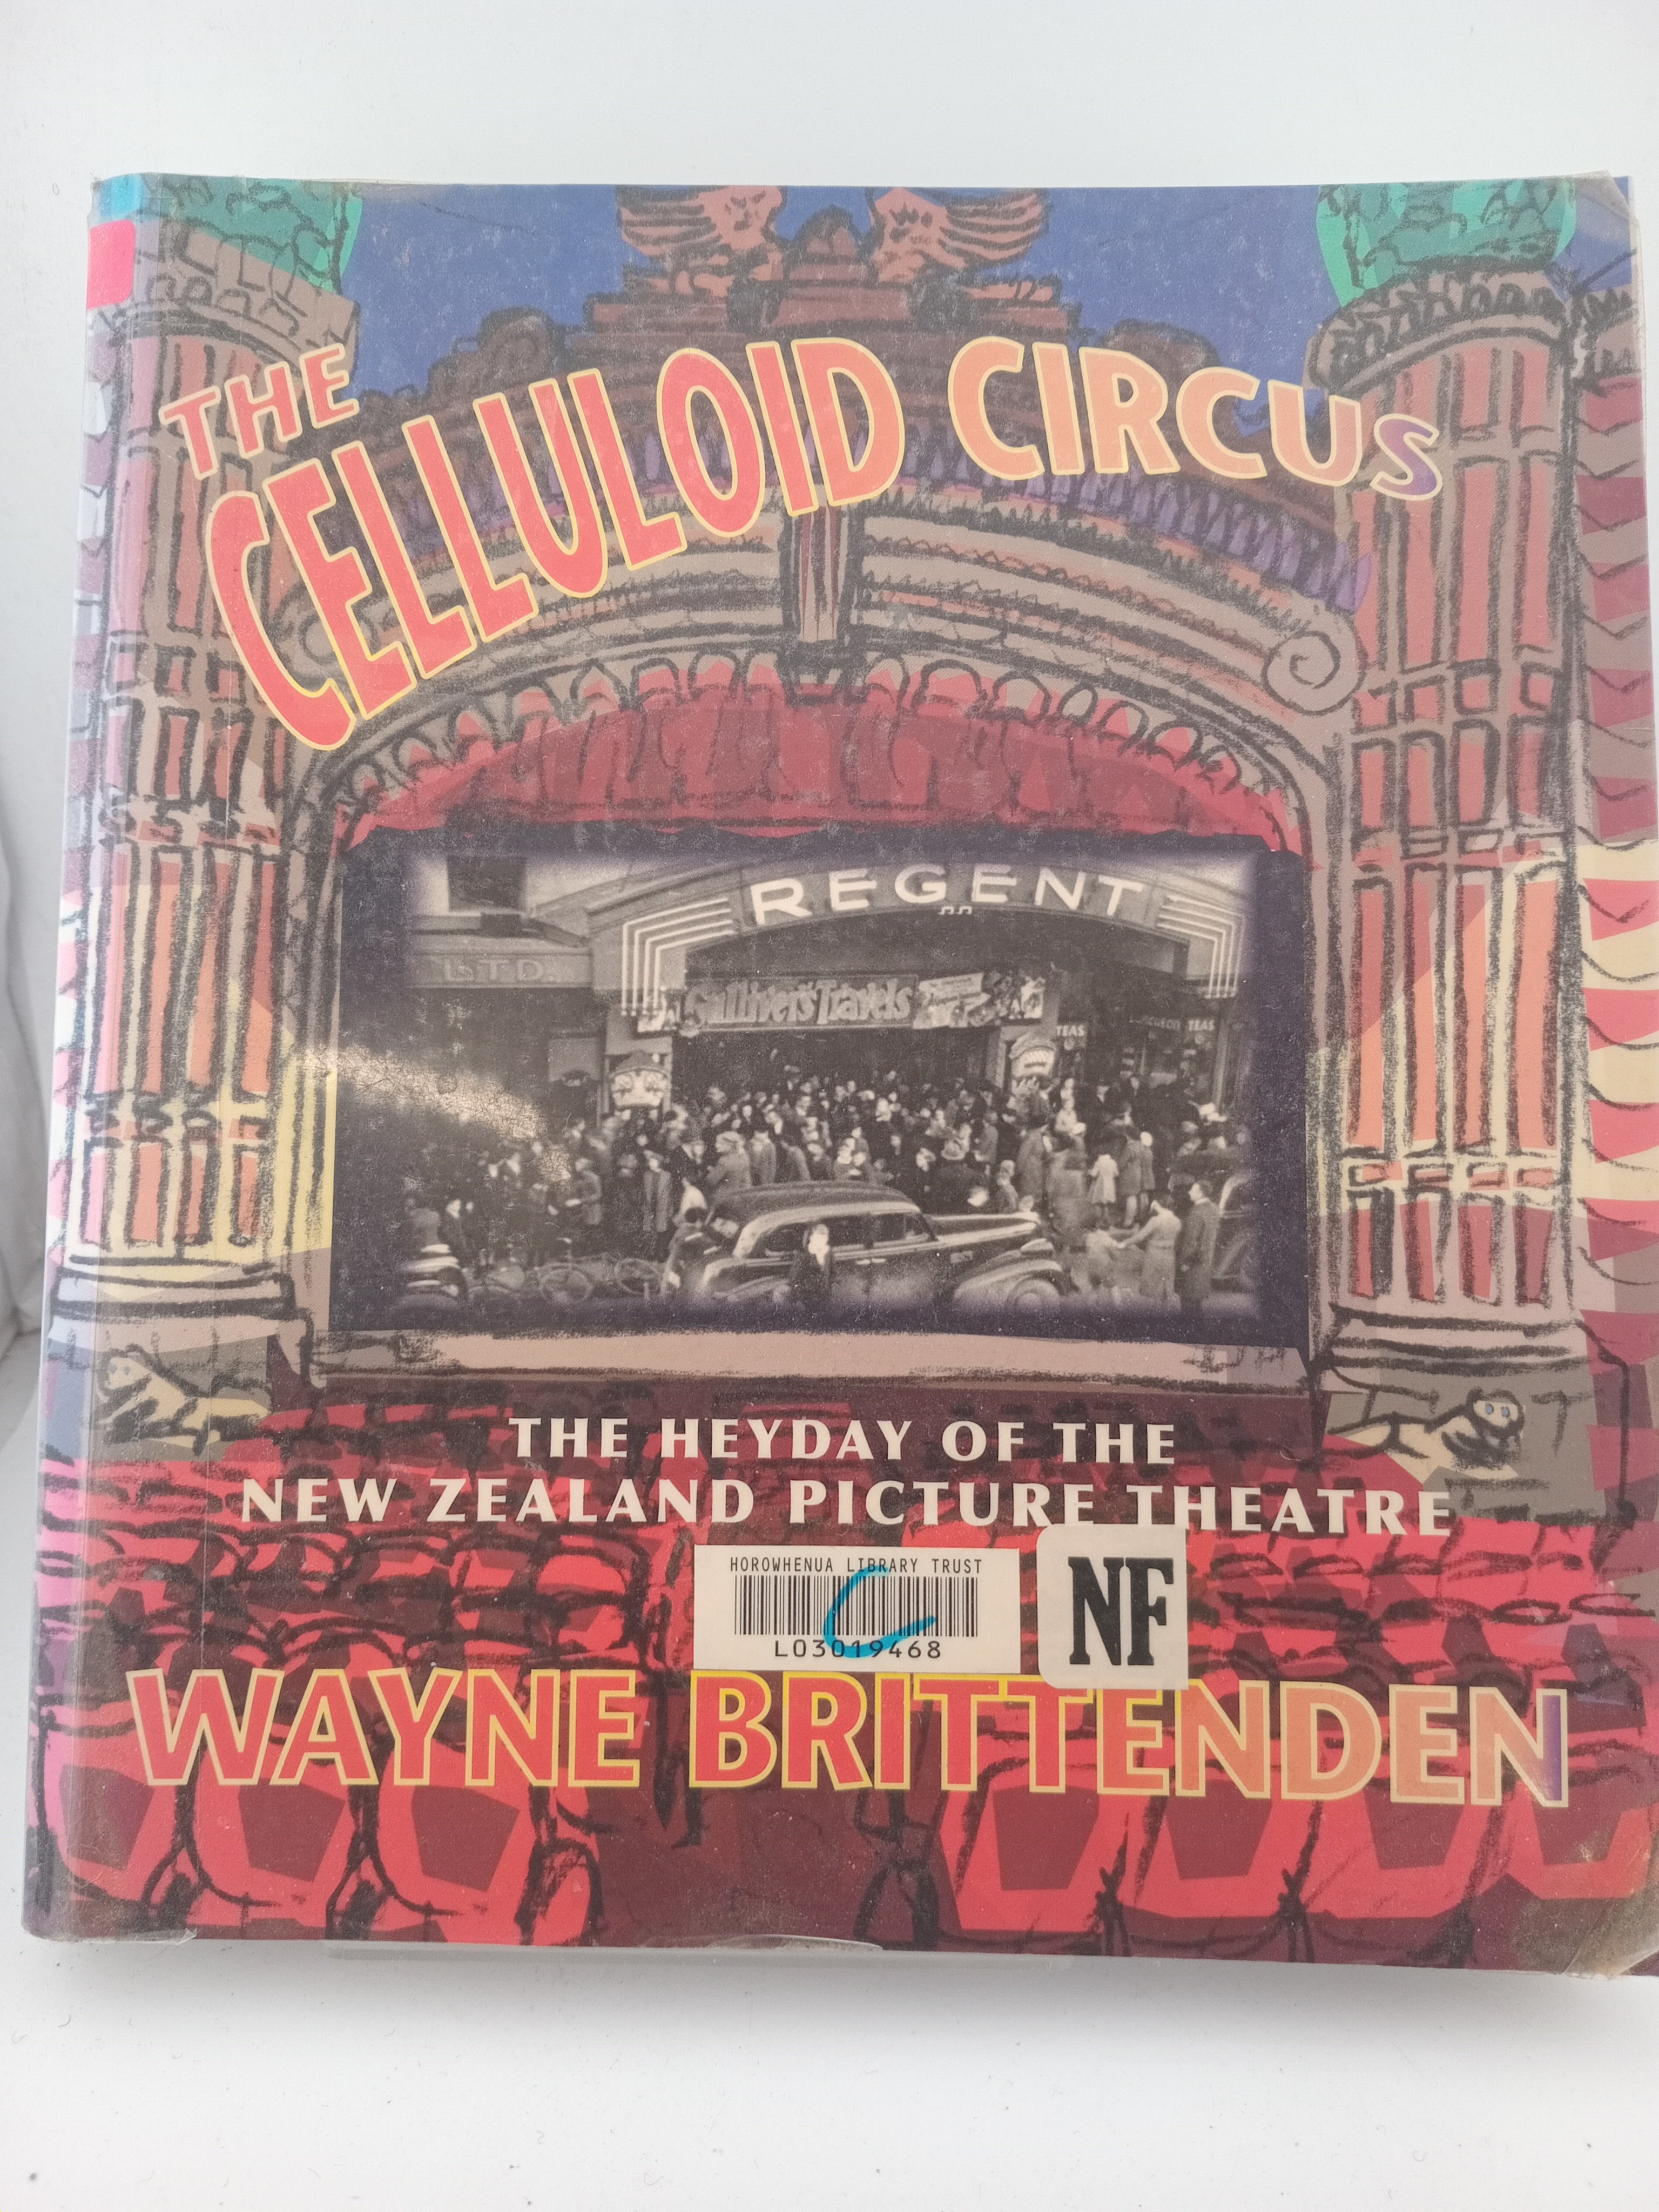 THE
CELLULOID CIRCUS
REGENT
LTD.
Gulliver's Travels
TEAS
LUNCHEON TEAS
THE HEYDAY OF THE
NEW ZEALAND PICTURE THEATRE
HOROWHENUA LIBRARY TRUST
L03019468
NF
WAYNE BRITTENDEN